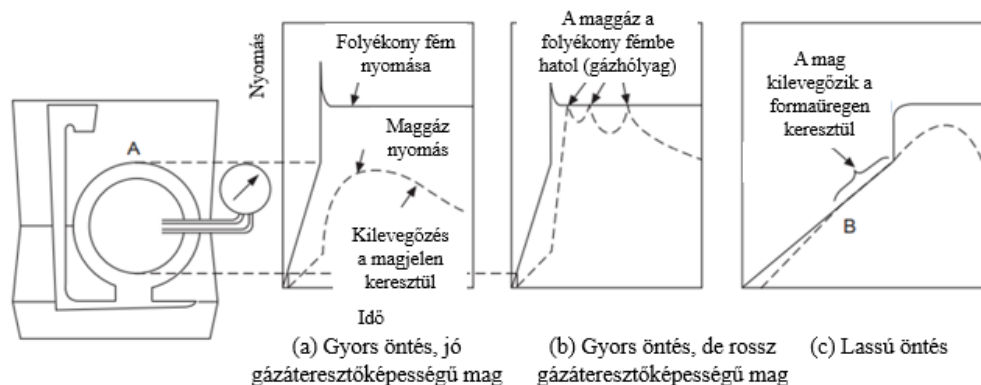 A
Nyomás
Folyékony fém
nyomása
Maggáz
nyomás
Kilevegőzés
a magjelen
keresztül
Idő
(a) Gyors öntés, jó
gázáteresztőképességű mag
A maggáz a
folyékony fémbe
hatol (gázhólyag)
(b) Gyors öntés, de rossz
gázáteresztőképességű mag
A mag
kilevegőzik a
formaüregen
keresztül
B
(c) Lassú öntés